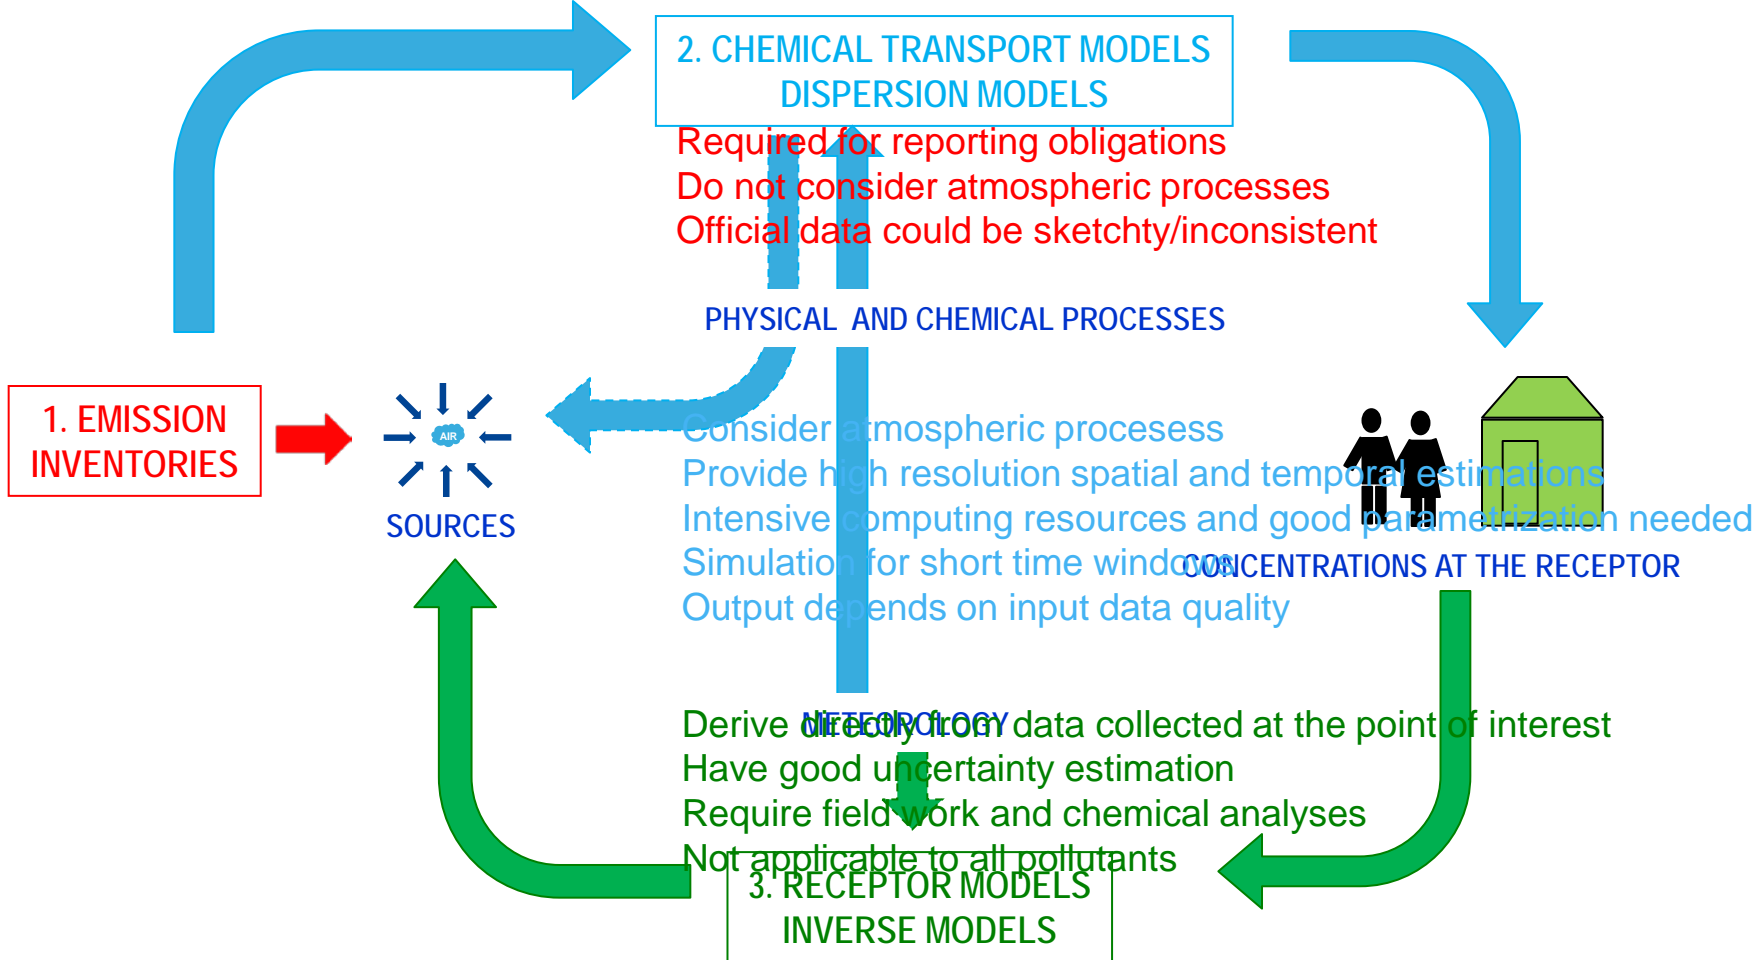 2. CHEMICAL TRANSPORT MODELS
DISPERSION MODELS
Required for reporting obligations
Do not consider atmospheric processes
Official data could be sketchty/inconsistent
PHYSICAL AND CHEMICAL PROCESSES
1. EMISSION
INVENTORIES
AIR
SOURCES
Consider atmospheric procesess
Provide high resolution spatial and temporal estimations
Intensive computing resources and good parametrization needed
Simulation for short time windows
CONCENTRATIONS AT THE RECEPTOR
Output depends on input data quality
METEOROLOGY
Derive directly from data collected at the point of interest
Have good uncertainty estimation
Require field work and chemical analyses
Not applicable to all pollutants
3. RECEPTOR MODELS
INVERSE MODELS